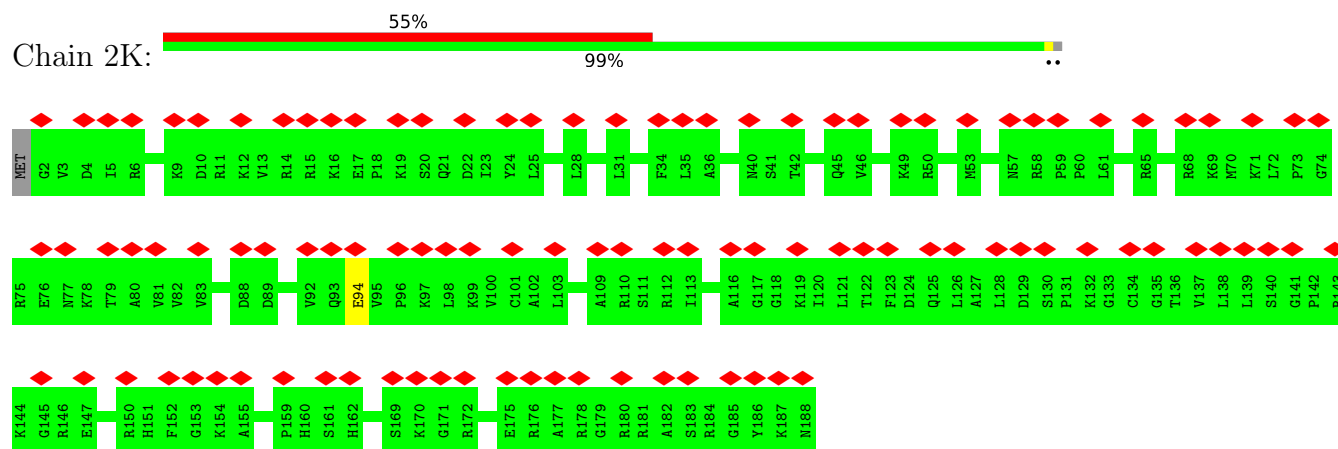 55%
Chain 2K:
99%
••
MET G2 V3 D4 I5 R6 K9 D10 R11 K12 V13 R14 R15 K16 E17 P18 K19 S20 Q21 D22 I23 Y24 L25 L28 L31 F34 L35 A36 N40 S41 T42 Q45 V46 K49 R50 M53 N57 R58 P59 P60 L61 R65 R68 K69 M70 K71 L72 P73 G74
R75 E76 N77 K78 T79 A80 V81 V82 V83 D88 D89 V92 Q93 E94 V95 P96 K97 L98 K99 V100 C101 A102 L103 A109 R110 S111 R112 I113 A116 G117 G118 K119 I120 L121 T122 F123 D124 Q125 L126 A127 L128 D129 S130 P131 K132 G133 C134 G135 T136 V137 L138 L139 S140 G141 P142 R143
K144 G145 R146 E147 R150 H151 F152 G153 K154 A155 P159 H160 S161 H162 S169 K170 G171 R172 E175 R176 A177 R178 G179 R180 R181 A182 S183 R184 G185 Y186 K187 N188